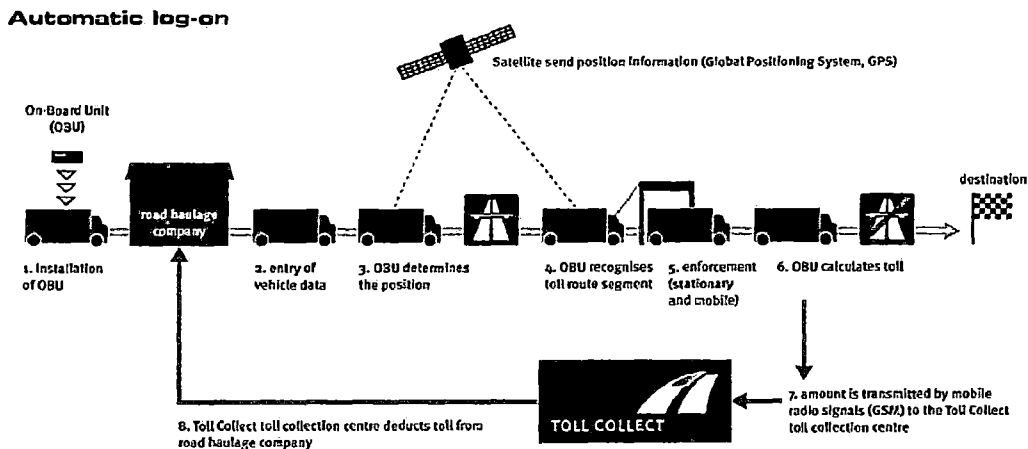 Automatic log-on
Satellite send position information (Global Positioning System, GPS)
On-Board Unit
(OBU)
road haulage
company
destination
1. installation
of OBU
2. entry of
vehicle data
3. OBU determines
the position
4. OBU recognises
toll route segment
5. enforcement
(stationary
and mobile)
6. OBU calculates toll
7. amount is transmitted by mobile
radio signals (GSM) to the Toll Collect
toll collection centre
TOLL COLLECT
8. Toll Collect toll collection centre deducts toll from
road haulage company